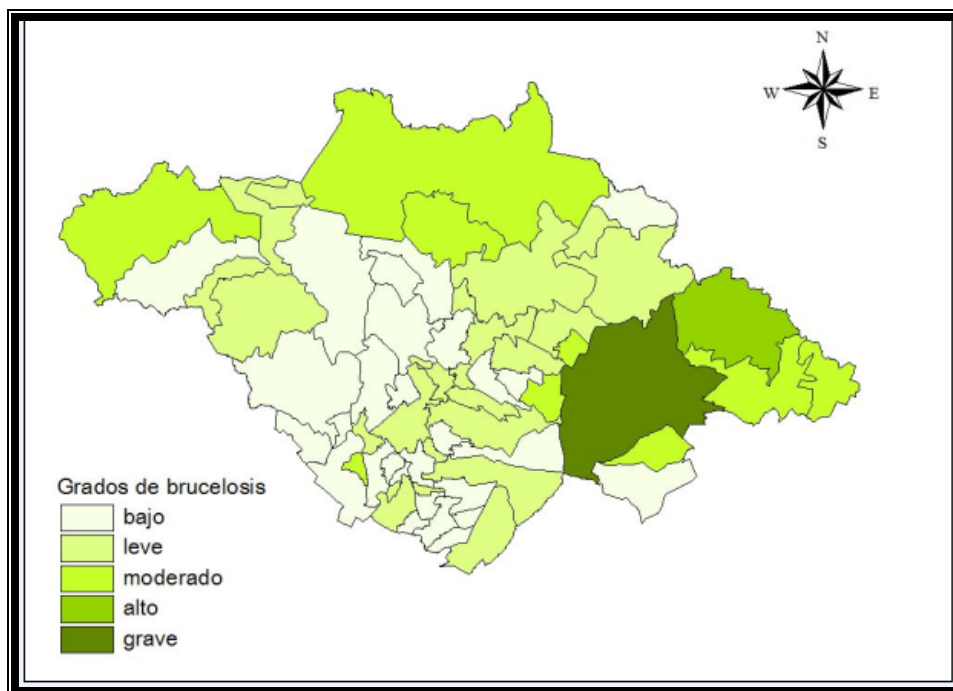 N
W E
S
Grados de brucelosis
bajo
leve
moderado
alto
grave